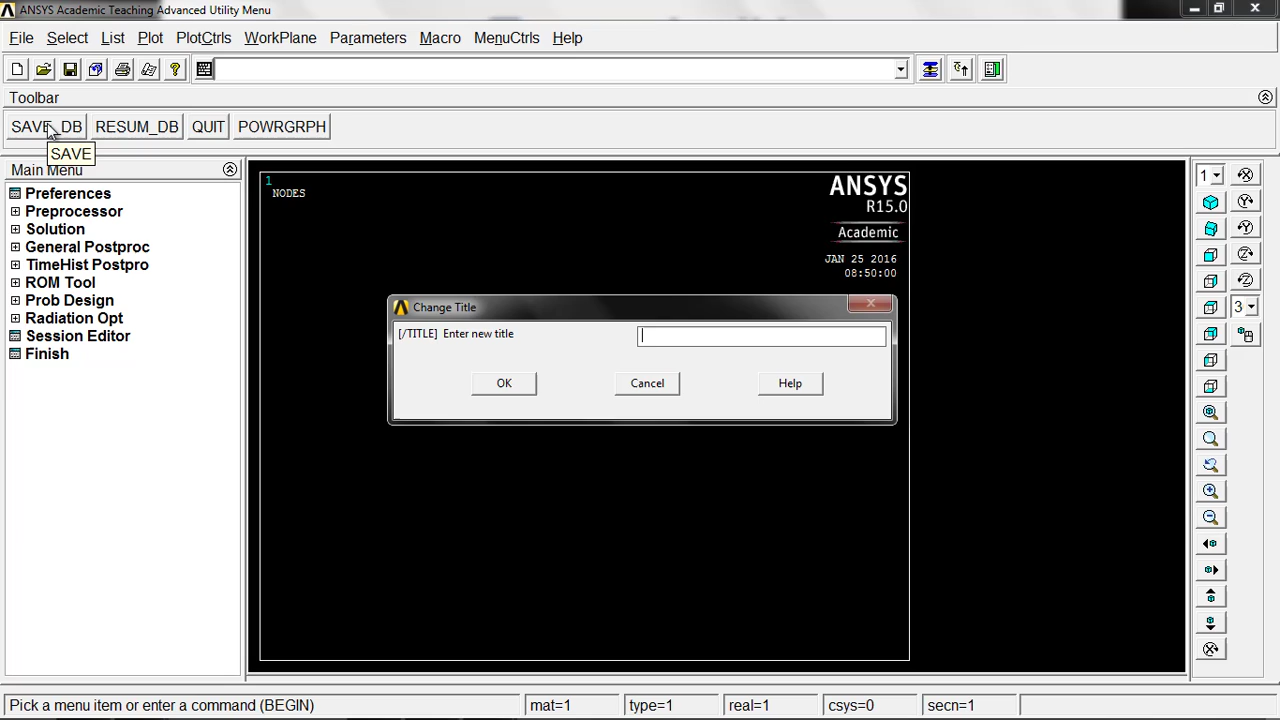 ANSYS Academic Teaching Advanced Utility Menu
File Select List Plot PlotCtrls WorkPlane Parameters Macro MenuCtrls Help
Toolbar
SAVE_DB RESUM_DB QUIT POWRGRPH
SAVE
Main Menu
Preferences
Preprocessor
Solution
General Postproc
TimeHist Postpro
ROM Tool
Prob Design
Radiation Opt
Session Editor
Finish
1
NODES
ANSYS
R15.0
Academic
JAN 25 2016
08:50:00
Change Title
[/TITLE] Enter new title
OK Cancel Help
1
3
Pick a menu item or enter a command (BEGIN) mat=1 type=1 real=1 csys=0 secn=1